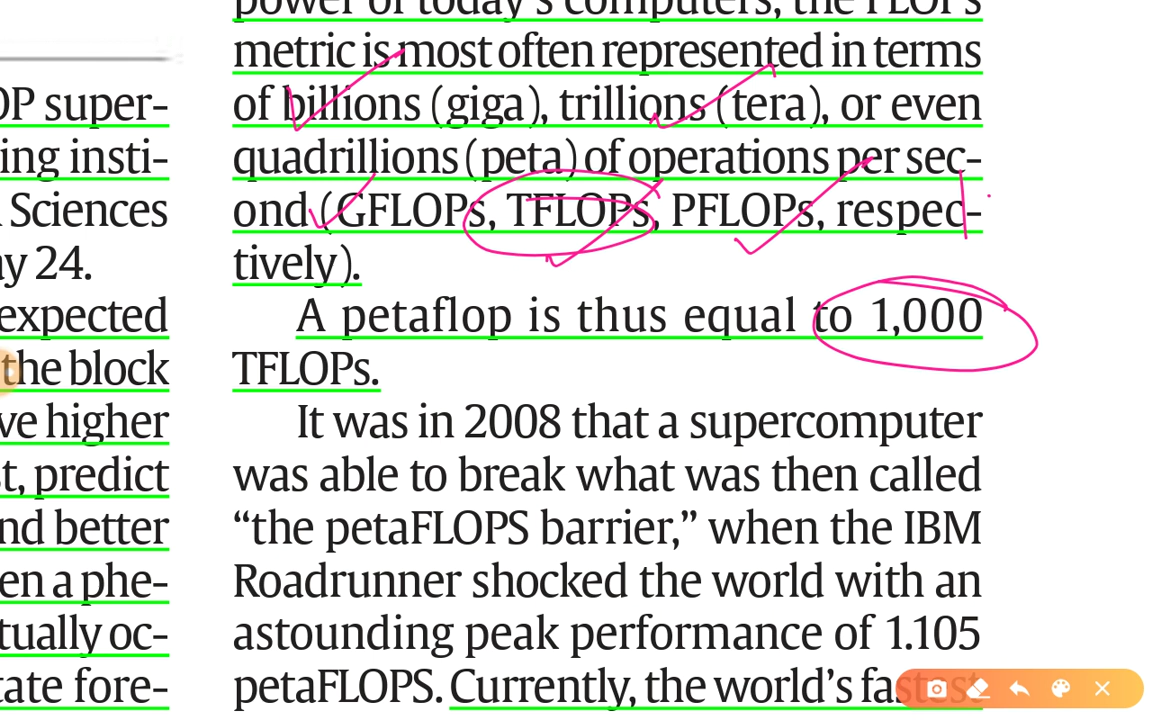 power of today's computers, the FLOPs
metric is most often represented in terms
of billions (giga), trillions (tera), or even
quadrillions (peta) of operations per sec-
ond (GFLOPs, TFLOPs, PFLOPs, respec-
tively).
A petaflop is thus equal to 1,000
TFLOPs.
It was in 2008 that a supercomputer
was able to break what was then called
“the petaFLOPS barrier,” when the IBM
Roadrunner shocked the world with an
astounding peak performance of 1.105
petaFLOPS. Currently, the world's fastest
OP super-
ing insti-
Sciences
ay 24.
expected
the block
ve higher
t, predict
nd better
en a phe-
tually oc-
tate fore-